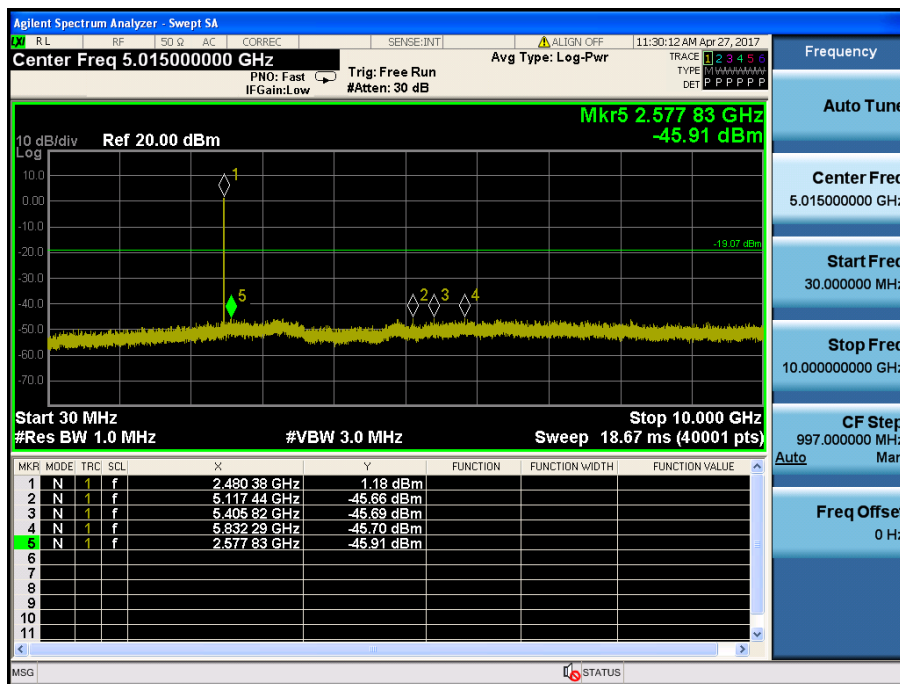 Agilent Spectrum Analyzer - Swept SA
LXI RL RF 50 Ω AC CORREC SENSE:INT ALIGN OFF 11:30:12 AM Apr 27, 2017
Center Freq 5.015000000 GHz
PNO: Fast
IFGain:Low
Trig: Free Run
#Atten: 30 dB
Avg Type: Log-Pwr
TRACE 1 2 3 4 5 6
TYPE M WWWWW
DET P P P P P P
Mkr5 2.577 83 GHz
-45.91 dBm
10 dB/div Ref 20.00 dBm
Log
10.0
0.00
-10.0
-20.0
-30.0
-40.0
-50.0
-60.0
-70.0
1
-19.07 dBm
5
2
3
4
Start 30 MHz Stop 10.000 GHz
#Res BW 1.0 MHz #VBW 3.0 MHz Sweep 18.67 ms (40001 pts)
MKR MODE TRC SCL X Y FUNCTION FUNCTION WIDTH FUNCTION VALUE
1 N 1 f 2.480 38 GHz 1.18 dBm
2 N 1 f 5.117 44 GHz -45.66 dBm
3 N 1 f 5.405 82 GHz -45.69 dBm
4 N 1 f 5.832 29 GHz -45.70 dBm
5 N 1 f 2.577 83 GHz -45.91 dBm
6
7
8
9
10
11
MSG STATUS
Frequency
Auto Tune
Center Freq
5.015000000 GHz
Start Freq
30.000000 MHz
Stop Freq
10.000000000 GHz
CF Step
997.000000 MHz
Auto Man
Freq Offset
0 Hz